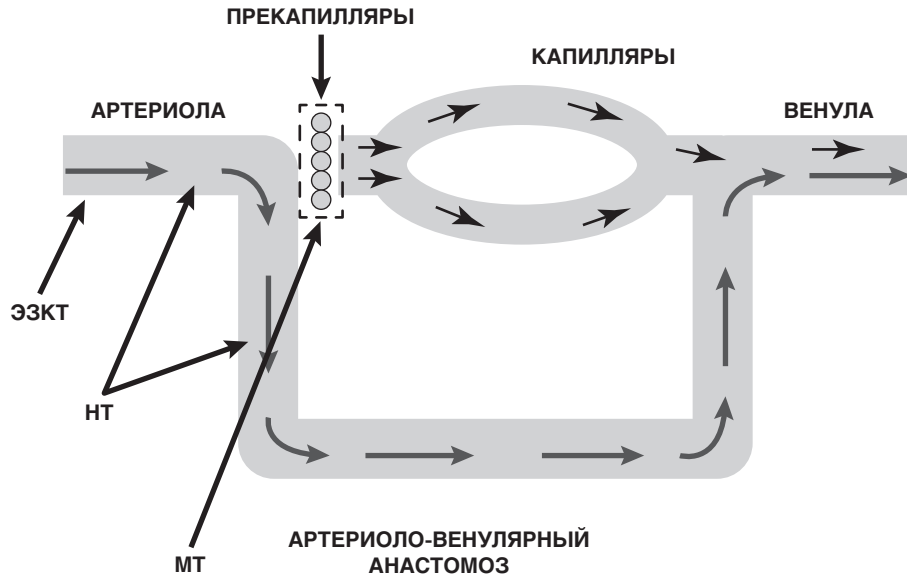 ПРЕКАПИЛЛЯРЫ
КАПИЛЛЯРЫ
АРТЕРИОЛА
ВЕНУЛА
ЭЗКТ
НТ
МТ
АРТЕРИОЛО-ВЕНУЛЯРНЫЙ
АНАСТОМОЗ